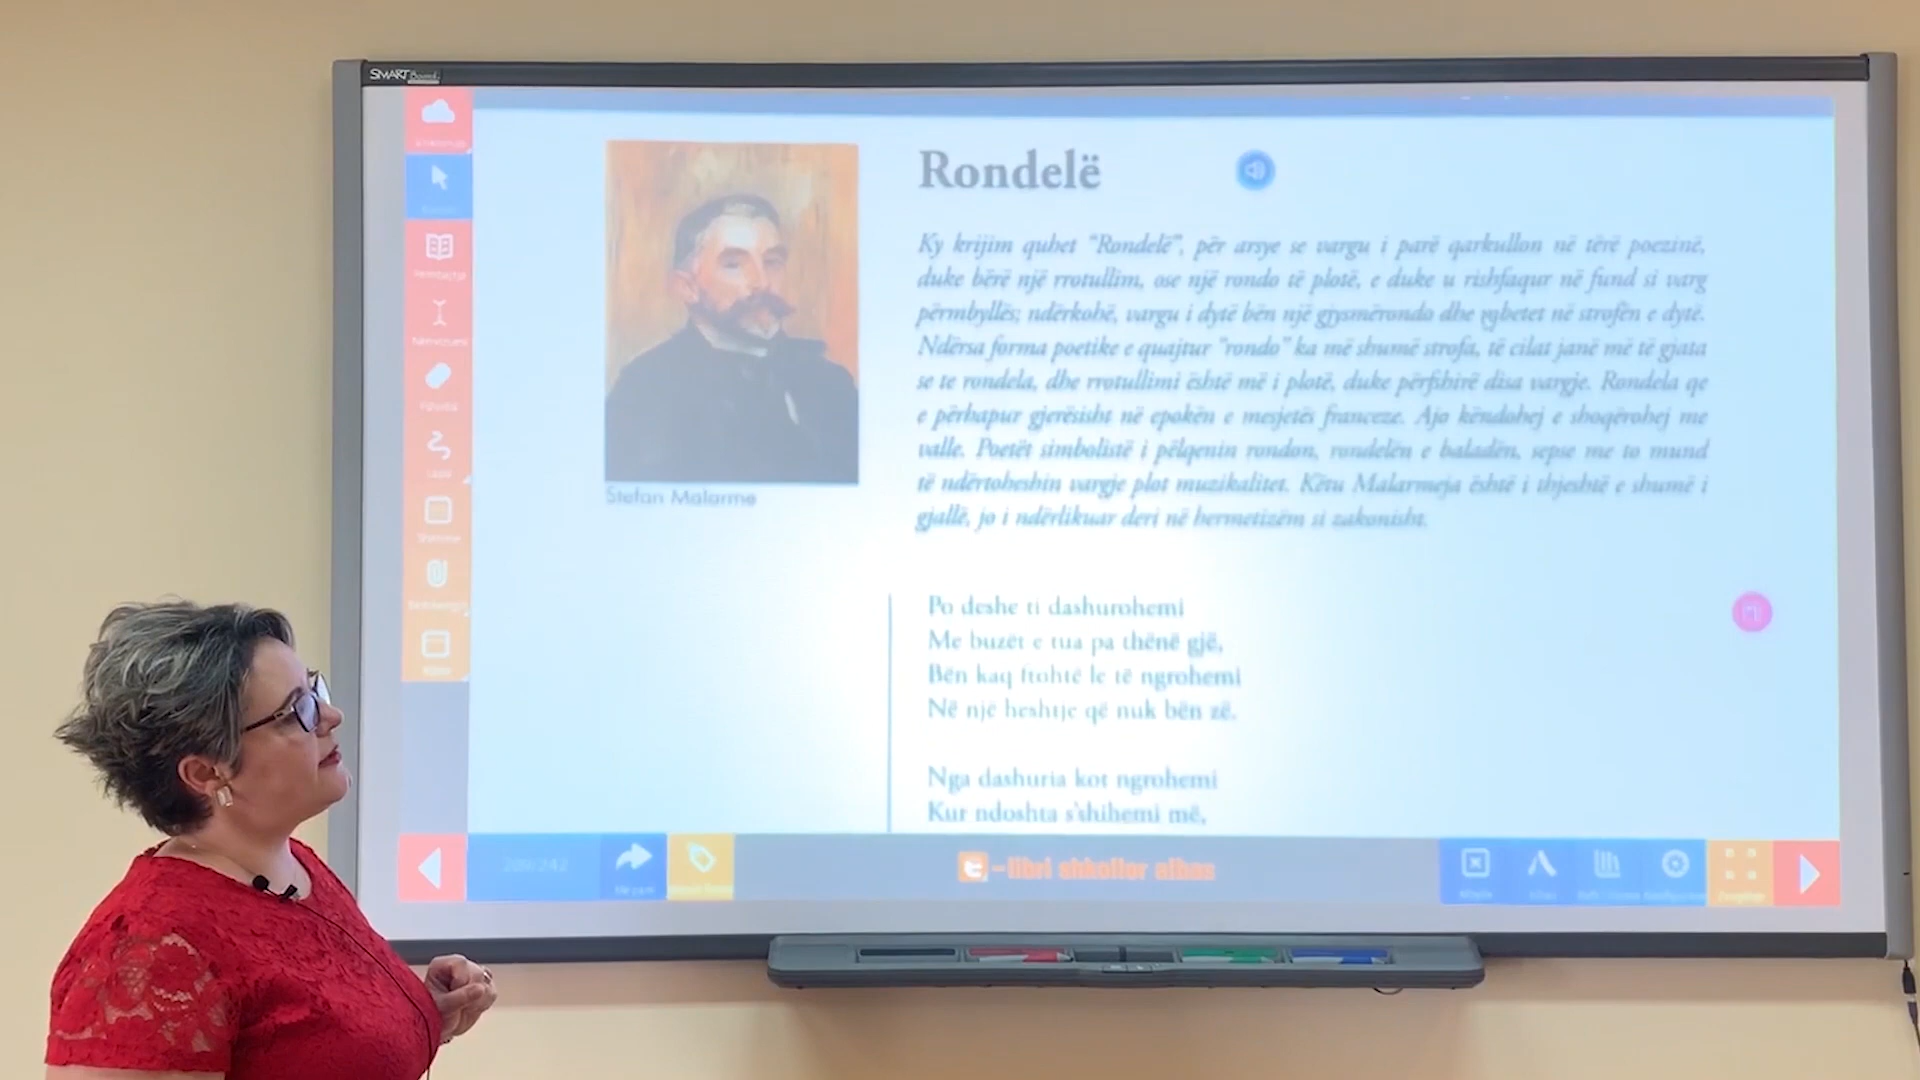 SMART Board
Rondelë
Ky krijim quhet “Rondelë”, për arsye se vargu i parë qarkullon në tërë poezinë,
duke bërë një rrotullim, ose një rondo të plotë, e duke u rishfaqur në fund si varg
përmbyllës; ndërkohë, vargu i dytë bën një gjysmërondo dhe mbetet në strofën e dytë.
Ndërsa forma poetike e quajtur “rondo” ka më shumë strofa, të cilat janë më të gjata
se te rondela, dhe rrotullimi është më i plotë, duke përfshirë disa vargje. Rondela qe
e përhapur gjerësisht në epokën e mesjetës franceze. Ajo këndohej e shoqërohej me
valle. Poetët simbolistë i pëlqenin rondon, rondelën e baladën, sepse me to mund
të ndërtoheshin vargje plot muzikalitet. Këtu Malarmeja është i thjeshtë e shumë i
gjallë, jo i ndërlikuar deri në hermetizëm si zakonisht.
Stefan Malarme
Po deshe ti dashurohemi
Me buzët e tua pa thënë gjë,
Bën kaq ftohtë le të ngrohemi
Në një heshtje që nuk bën zë.
Nga dashuria kot ngrohemi
Kur ndoshta s'shihemi më,
209/242
-libri shkollor albas